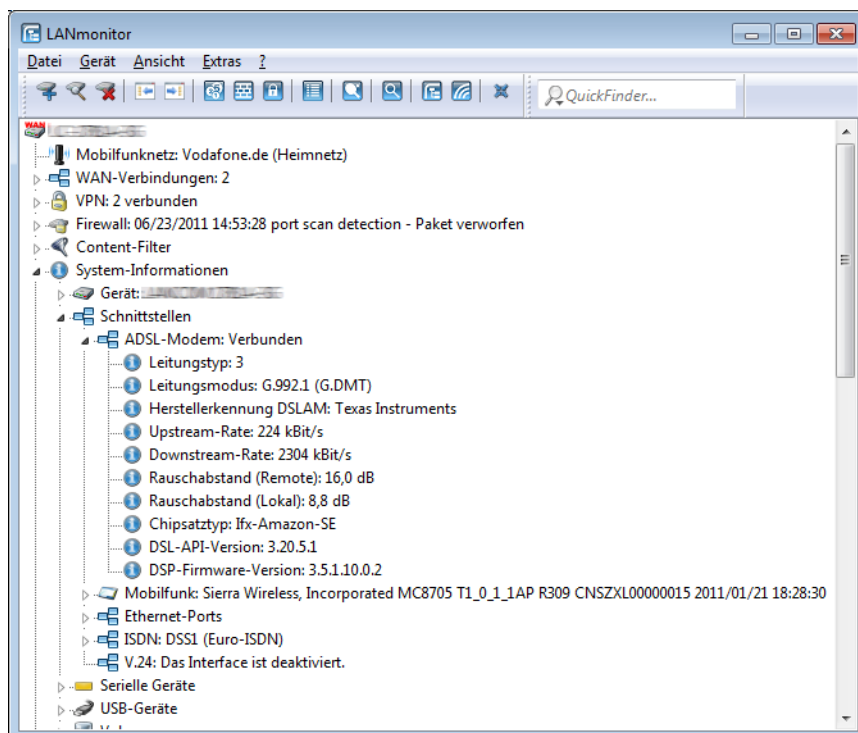 LANmonitor
Datei Gerät Ansicht Extras ?
QuickFinder...
WAN
Mobilfunknetz: Vodafone.de (Heimnetz)
WAN-Verbindungen: 2
VPN: 2 verbunden
Firewall: 06/23/2011 14:53:28 port scan detection - Paket verworfen
Content-Filter
System-Informationen
Gerät:
Schnittstellen
ADSL-Modem: Verbunden
Leitungstyp: 3
Leitungsmodus: G.992.1 (G.DMT)
Herstellerkennung DSLAM: Texas Instruments
Upstream-Rate: 224 kBit/s
Downstream-Rate: 2304 kBit/s
Rauschabstand (Remote): 16,0 dB
Rauschabstand (Lokal): 8,8 dB
Chipsatztyp: Ifx-Amazon-SE
DSL-API-Version: 3.20.5.1
DSP-Firmware-Version: 3.5.1.10.0.2
Mobilfunk: Sierra Wireless, Incorporated MC8705 T1_0_1_1AP R309 CNSZXL00000015 2011/01/21 18:28:30
Ethernet-Ports
ISDN: DSS1 (Euro-ISDN)
V.24: Das Interface ist deaktiviert.
Serielle Geräte
USB-Geräte